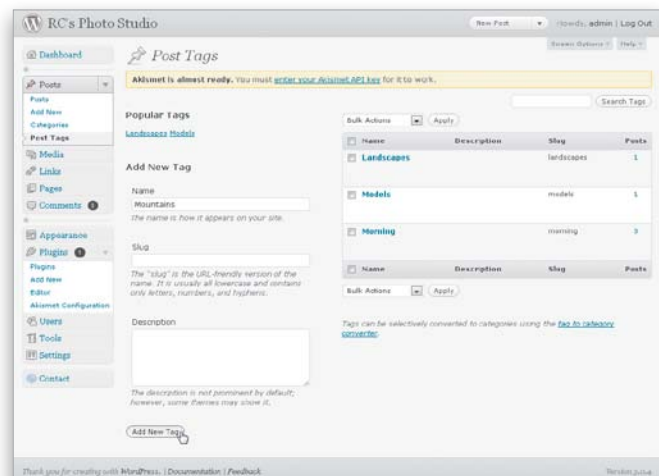 RC's Photo Studio
New Post
Howdy, admin | Log Out
Screen Options Help
Dashboard
Posts
Posts
Add New
Categories
Post Tags
Media
Links
Pages
Comments 1
Appearance
Plugins 1
Plugins
Add New
Editor
Akismet Configuration
Users
Tools
Settings
Contact
Post Tags
Akismet is almost ready. You must enter your Akismet API key for it to work.
Popular Tags
Landscapes Models
Add New Tag
Name
Mountains
The name is how it appears on your site.
Slug
The "slug" is the URL-friendly version of the
name. It is usually all lowercase and contains
only letters, numbers, and hyphens.
Description
The description is not prominent by default;
however, some themes may show it.
Add New Tag
Search Tags
Bulk Actions Apply
Name Description Slug Posts
Landscapes landscapes 1
Models models 1
Morning morning 3
Name Description Slug Posts
Bulk Actions Apply
Tags can be selectively converted to categories using the tag to category
converter.
Thank you for creating with WordPress. | Documentation | Feedback
Version